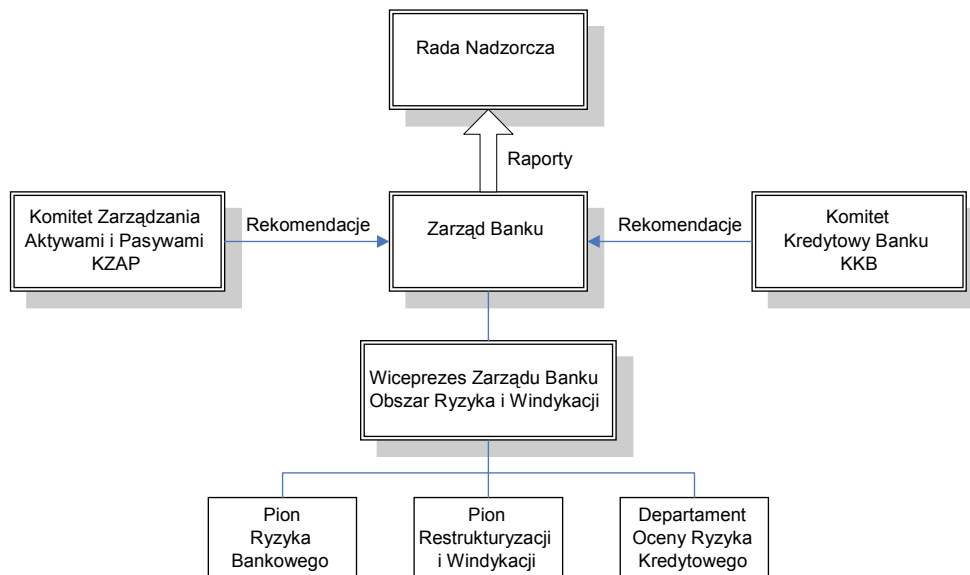 Rada Nadzorcza
Raporty
Komitet Zarządzania
Aktywami i Pasywami
KZAP
Rekomendacje
Zarząd Banku
Rekomendacje
Komitet
Kredytowy Banku
KKB
Wiceprezes Zarządu Banku
Obszar Ryzyka i Windykacji
Pion
Ryzyka
Bankowego
Pion
Restrukturyzacji
i Windykacji
Departament
Oceny Ryzyka
Kredytowego